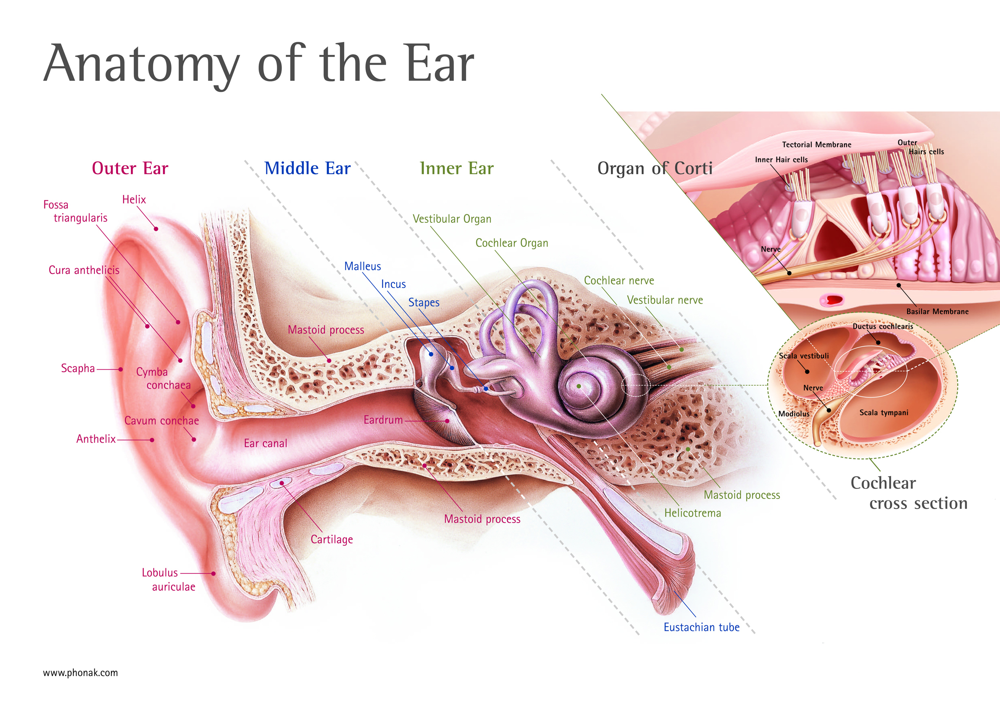 Anatomy of the Ear
Outer Ear
Middle Ear
Inner Ear
Organ of Corti
Helix
Fossa
triangularis
Cura anthelicis
Scapha
Cymba
conchaea
Cavum conchae
Anthelix
Ear canal
Lobulus
auriculae
Mastoid process
Eardrum
Mastoid process
Cartilage
Malleus
Incus
Stapes
Eustachian tube
Vestibular Organ
Cochlear Organ
Cochlear nerve
Vestibular nerve
Mastoid process
Helicotrema
Tectorial Membrane
Outer
Hairs cells
Inner Hair cells
Nerve
Basilar Membrane
Ductus cochlearis
Scala vestibuli
Nerve
Modiolus
Scala tympani
Cochlear
cross section
www.phonak.com